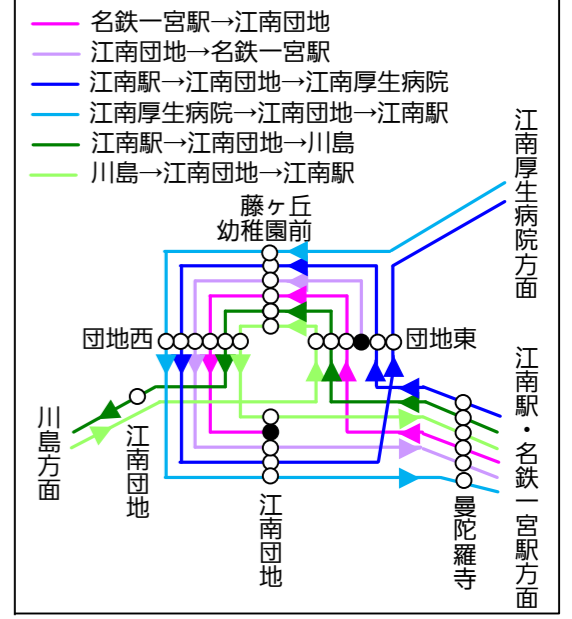 名鉄一宮駅→江南団地
江南団地→名鉄一宮駅
江南駅→江南団地→江南厚生病院
江南厚生病院→江南団地→江南駅
江南駅→江南団地→川島
川島→江南団地→江南駅
藤ヶ丘
幼稚園前
江南厚生病院方面
団地西
団地東
川島方面
江南団地
江南団地
曼陀羅寺
江南駅・名鉄一宮駅方面